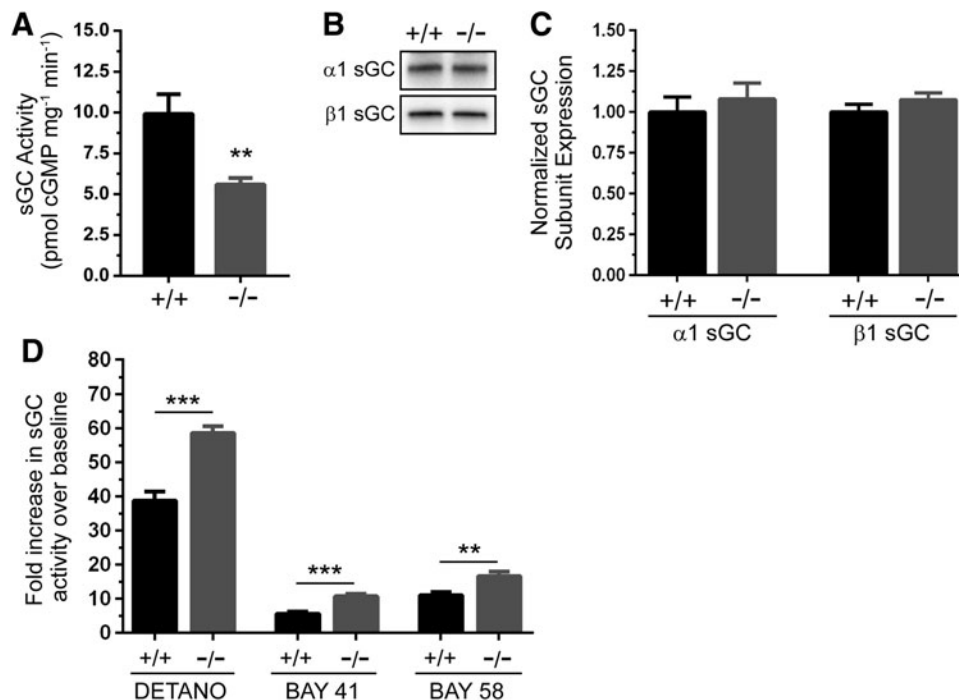 A
sGC Activity
(pmol cGMP mg⁻¹ min⁻¹)
15.0
12.5
10.0
7.5
5.0
2.5
0.0
**
+/+ -/-
B
+/+ -/-
α1 sGC
β1 sGC
C
Normalized sGC
Subunit Expression
1.50
1.25
1.00
0.75
0.50
0.25
0.00
+/+ -/- +/+ -/-
α1 sGC β1 sGC
D
Fold increase in sGC
activity over baseline
80
70
60
50
40
30
20
10
0
*** *** **
+/+ -/- +/+ -/- +/+ -/-
DETANO BAY 41 BAY 58